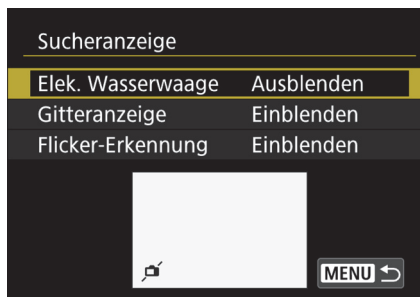 Sucheranzeige
Elek. Wasserwaage Ausblenden
Gitteranzeige Einblenden
Flicker-Erkennung Einblenden
MENU